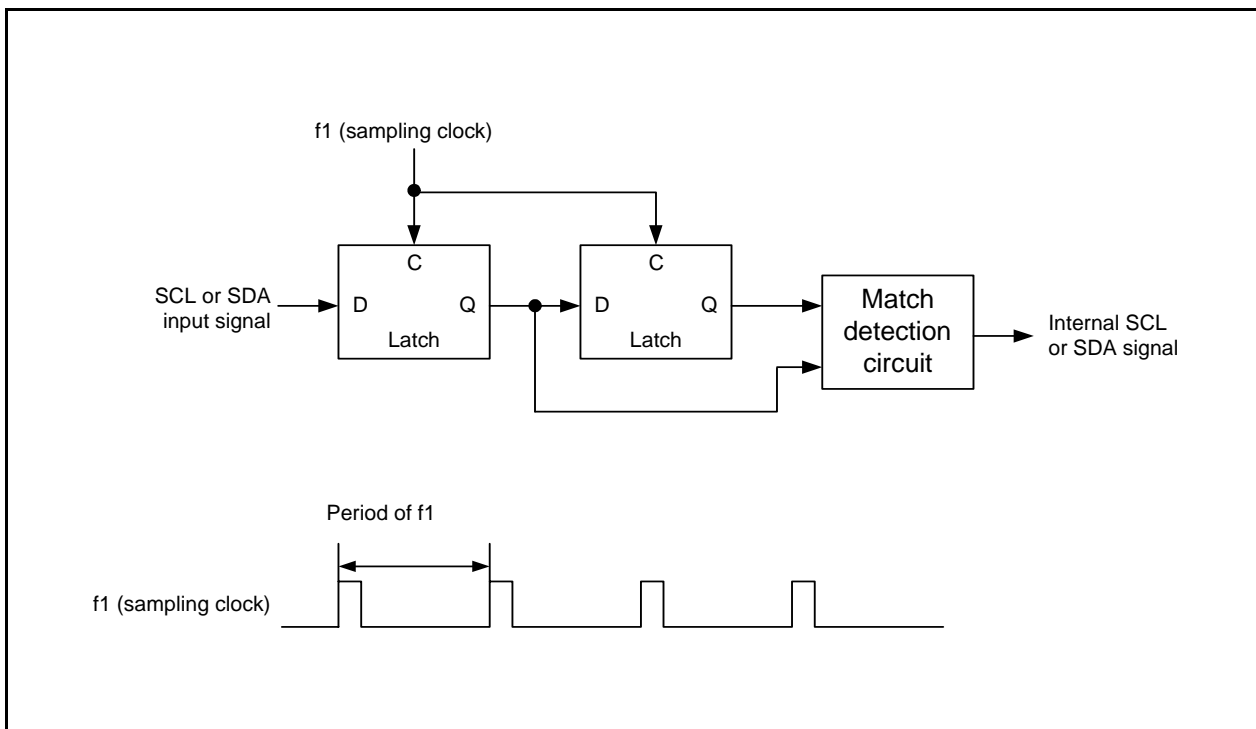 f1 (sampling clock)
C
C
SCL or SDA
input signal
D
Q
D
Q
Latch
Latch
Match
detection
circuit
Internal SCL
or SDA signal
Period of f1
f1 (sampling clock)